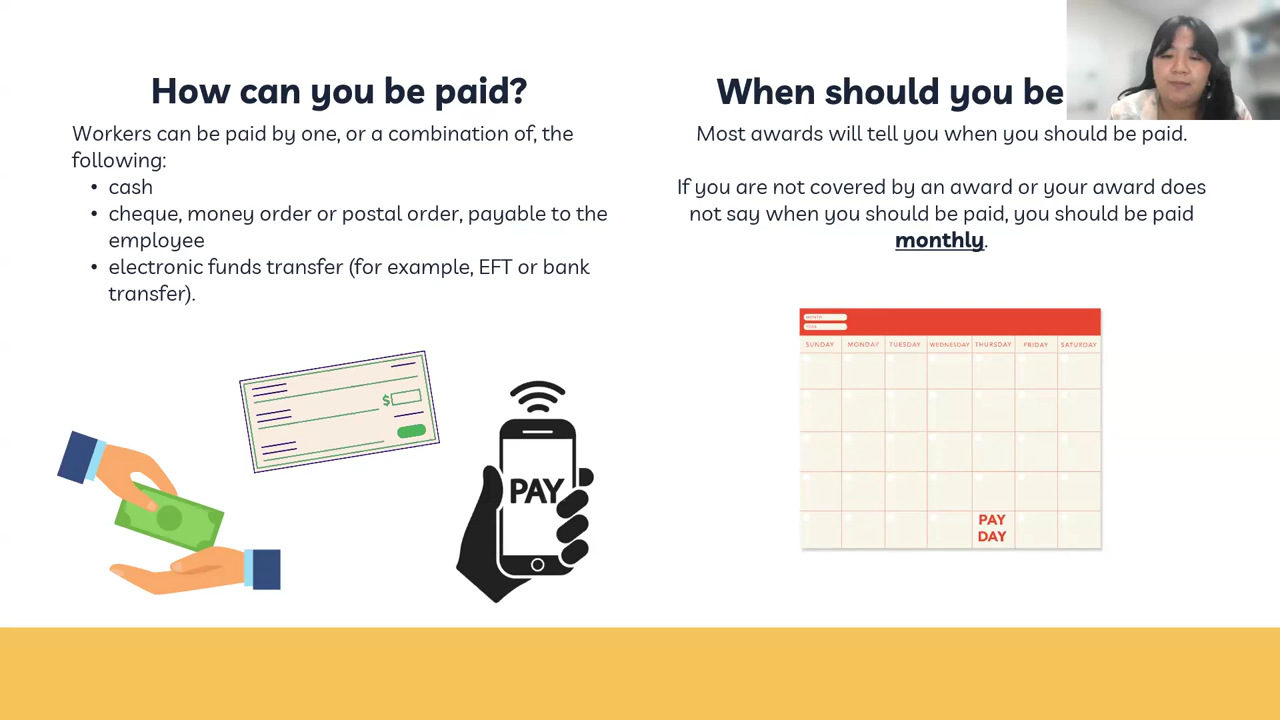 How can you be paid?
Workers can be paid by one, or a combination of, the
following:
• cash
• cheque, money order or postal order, payable to the
employee
• electronic funds transfer (for example, EFT or bank
transfer).
$
PAY
When should you be
Most awards will tell you when you should be paid.
If you are not covered by an award or your award does
not say when you should be paid, you should be paid
monthly.
MONTH
SUNDAY MONDAY TUESDAY WEDNESDAY THURSDAY FRIDAY SATURDAY
PAY
DAY